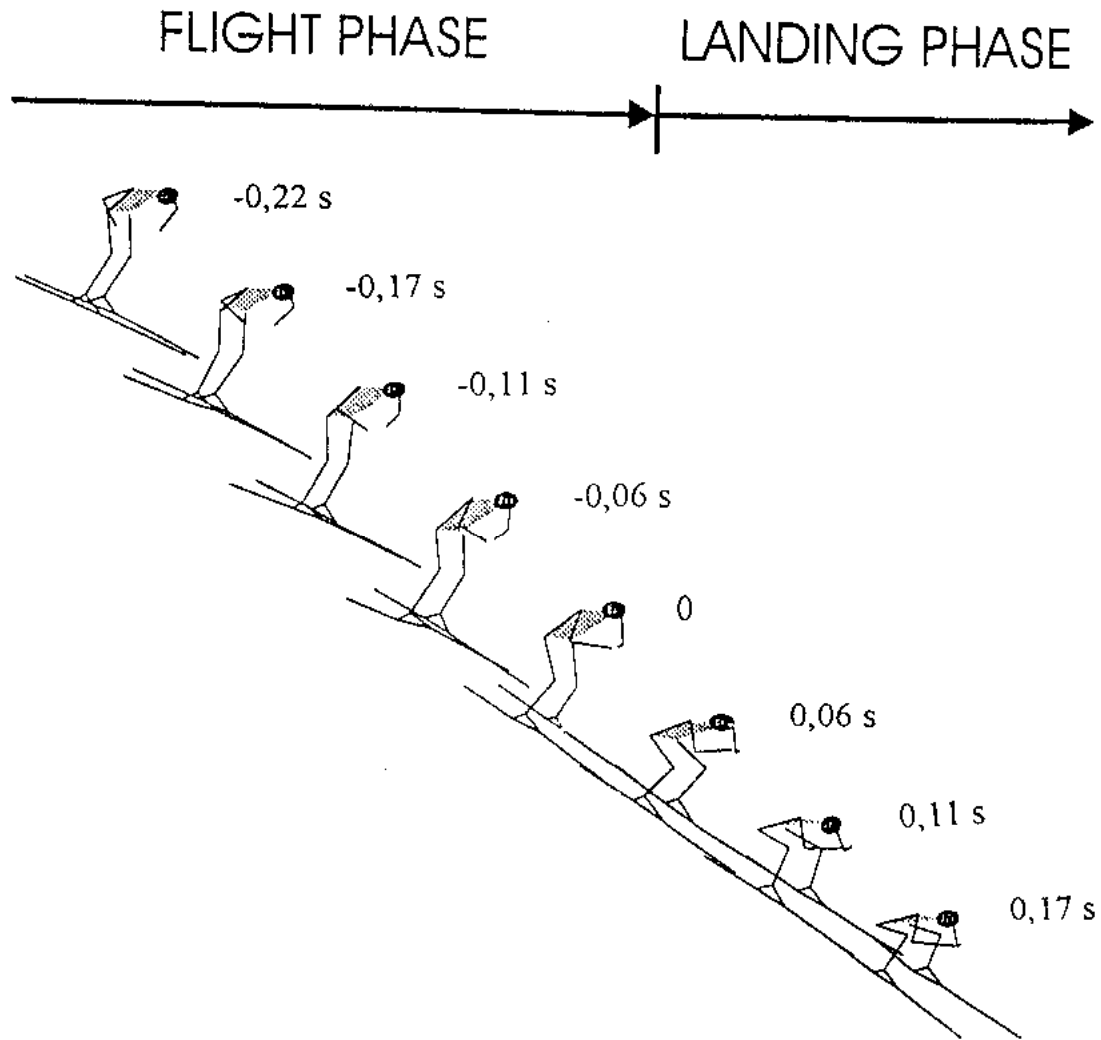 FLIGHT PHASE
LANDING PHASE
-0,22 s
-0,17 s
-0,11 s
-0,06 s
0
0,06 s
0,11 s
0,17 s